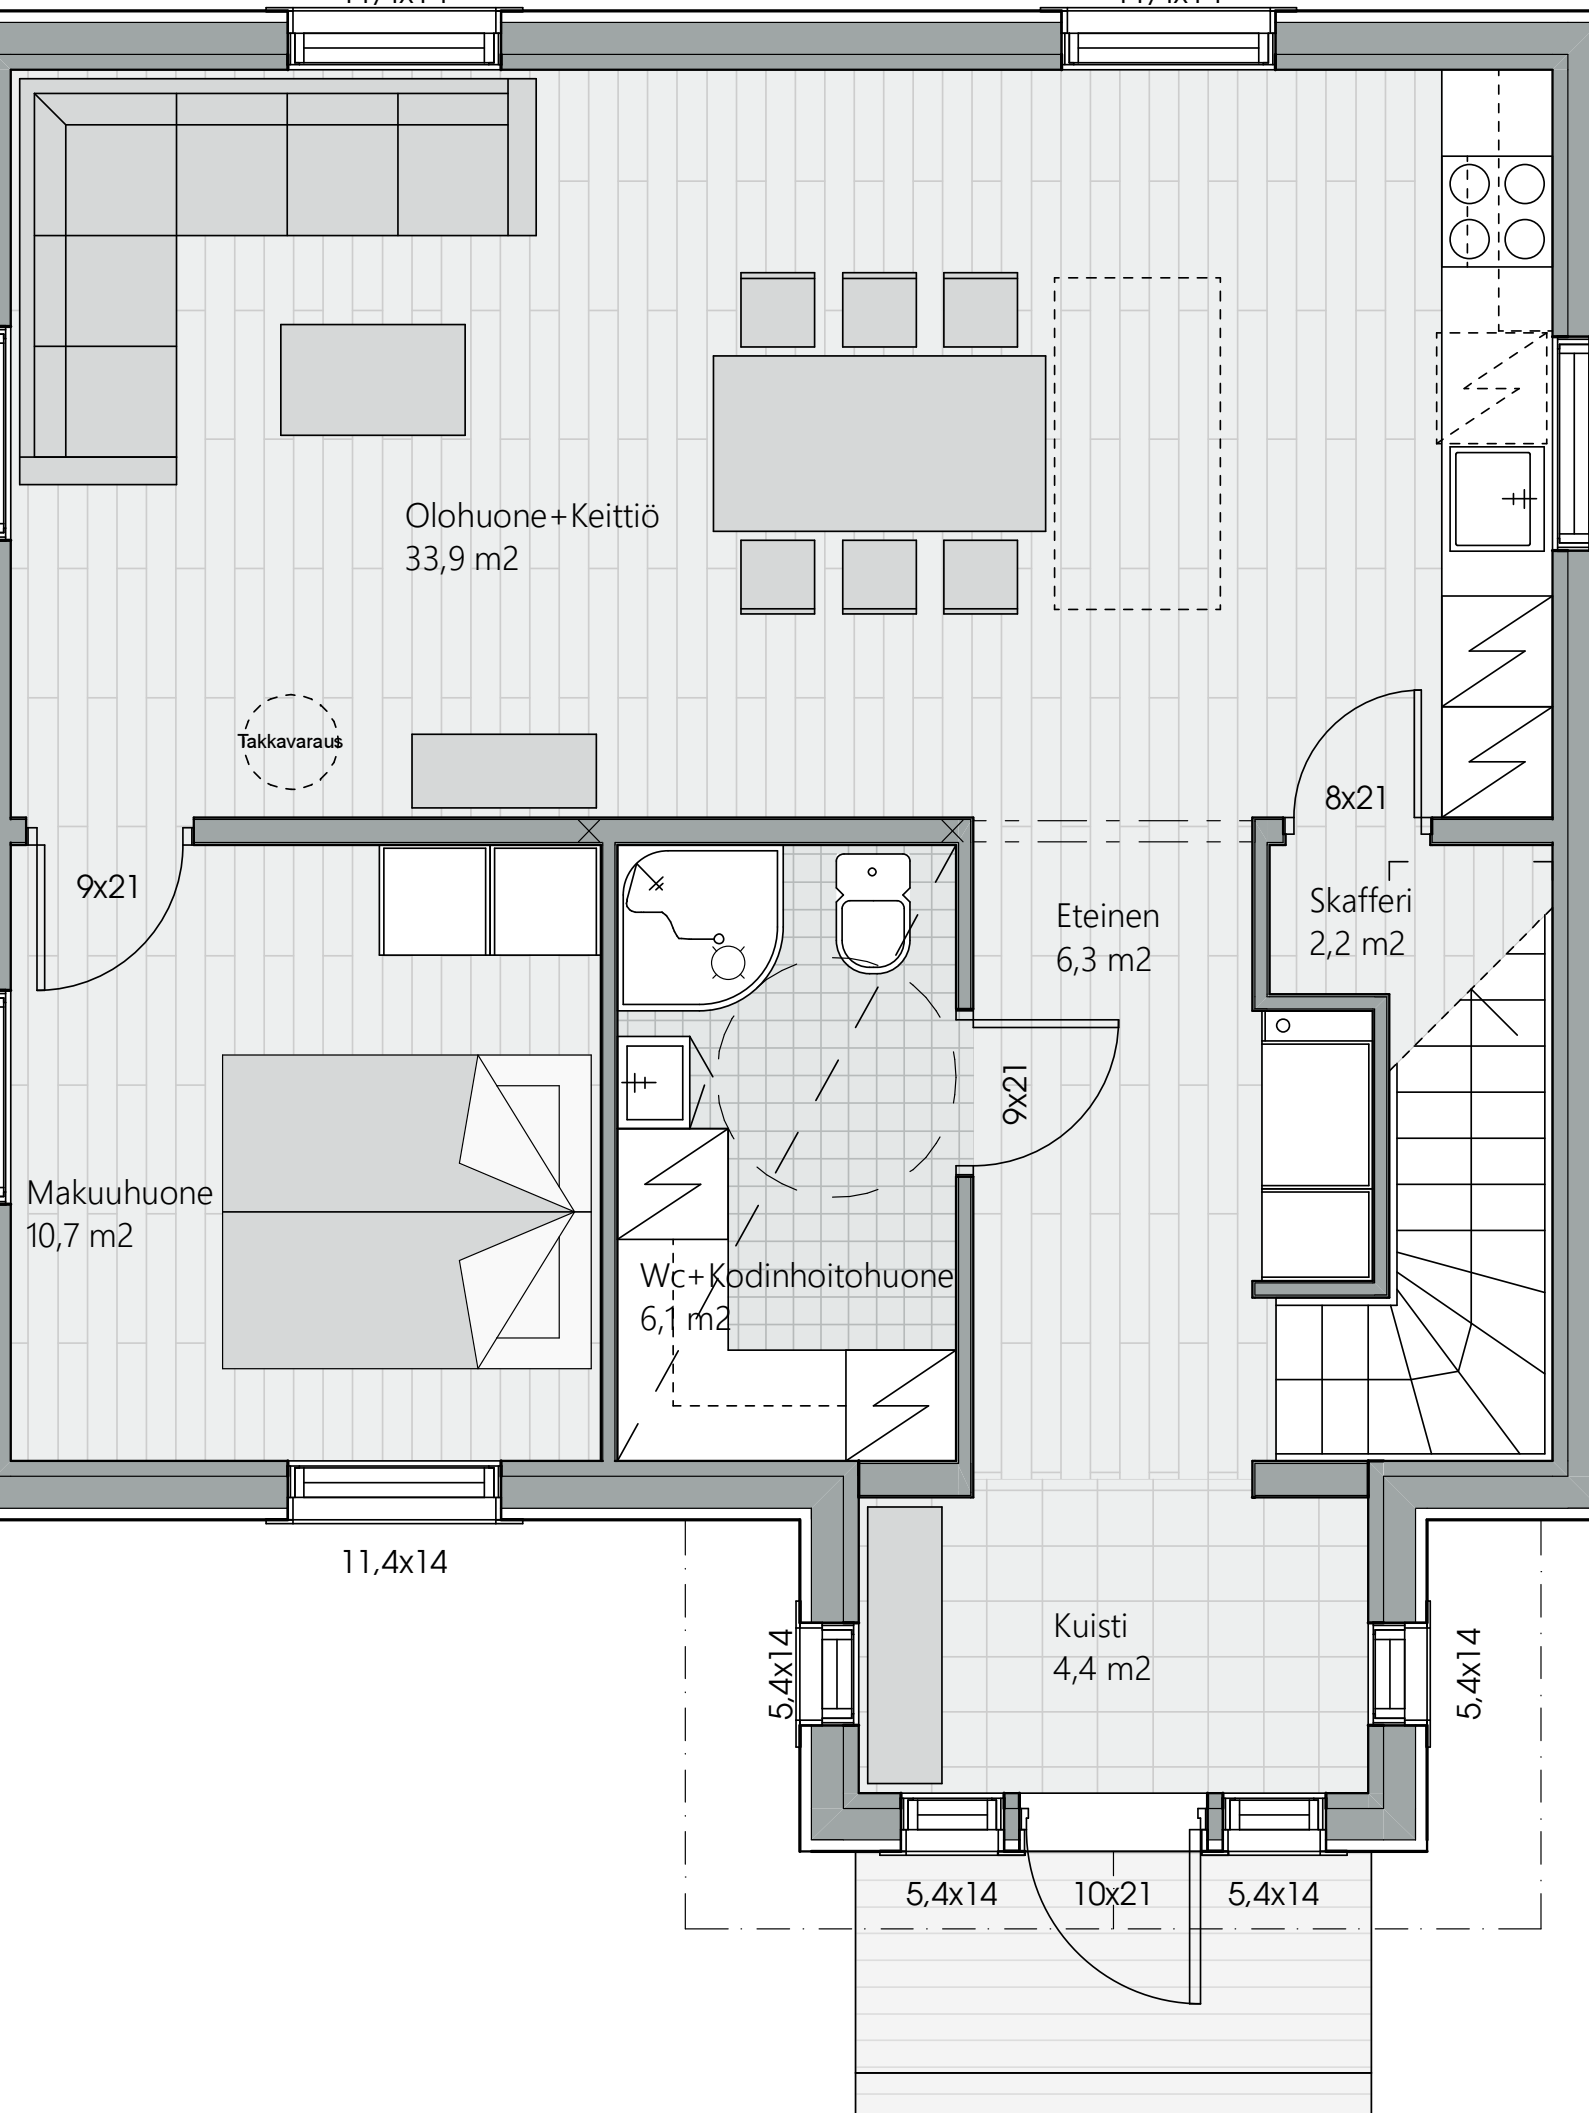 Olohuone+Keittiö
33,9 m2
Takkavaraus
8x21
9x21
Skafferi
2,2 m2
Eteinen
6,3 m2
9x21
Makuuhuone
10,7 m2
Wc+Kodinhoitohuone
6,1 m2
11,4x14
Kuisti
4,4 m2
5,4x14
5,4x14
5,4x14
10x21
5,4x14